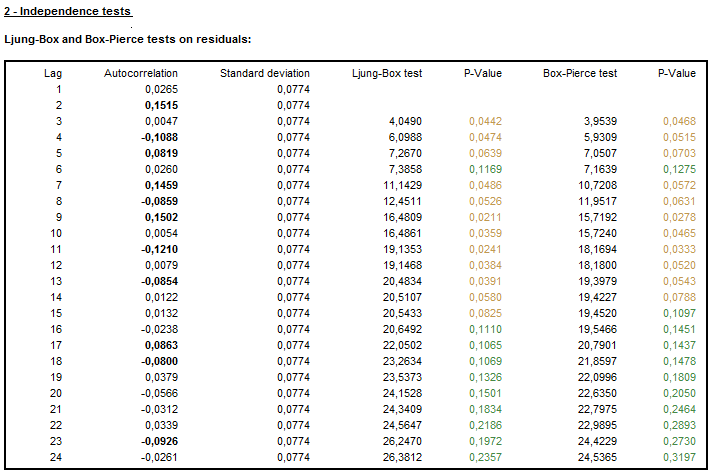 2 - Independence tests
Ljung-Box and Box-Pierce tests on residuals:
Lag Autocorrelation Standard deviation Ljung-Box test P-Value Box-Pierce test P-Value
1 0,0265 0,0774
2 0,1515 0,0774
3 0,0047 0,0774 4,0490 0,0442 3,9539 0,0468
4 -0,1088 0,0774 6,0988 0,0474 5,9309 0,0515
5 0,0819 0,0774 7,2670 0,0639 7,0507 0,0703
6 0,0260 0,0774 7,3858 0,1169 7,1639 0,1275
7 0,1459 0,0774 11,1429 0,0486 10,7208 0,0572
8 -0,0859 0,0774 12,4511 0,0526 11,9517 0,0631
9 0,1502 0,0774 16,4809 0,0211 15,7192 0,0278
10 0,0054 0,0774 16,4861 0,0359 15,7240 0,0465
11 -0,1210 0,0774 19,1353 0,0241 18,1694 0,0333
12 0,0079 0,0774 19,1468 0,0384 18,1800 0,0520
13 -0,0854 0,0774 20,4834 0,0391 19,3979 0,0543
14 0,0122 0,0774 20,5107 0,0580 19,4227 0,0788
15 0,0132 0,0774 20,5433 0,0825 19,4520 0,1097
16 -0,0238 0,0774 20,6492 0,1110 19,5466 0,1451
17 0,0863 0,0774 22,0502 0,1065 20,7901 0,1437
18 -0,0800 0,0774 23,2634 0,1069 21,8597 0,1478
19 0,0379 0,0774 23,5373 0,1326 22,0996 0,1809
20 -0,0566 0,0774 24,1528 0,1501 22,6350 0,2050
21 -0,0312 0,0774 24,3409 0,1834 22,7975 0,2464
22 0,0339 0,0774 24,5647 0,2186 22,9895 0,2893
23 -0,0926 0,0774 26,2470 0,1972 24,4229 0,2730
24 -0,0261 0,0774 26,3812 0,2357 24,5365 0,3197